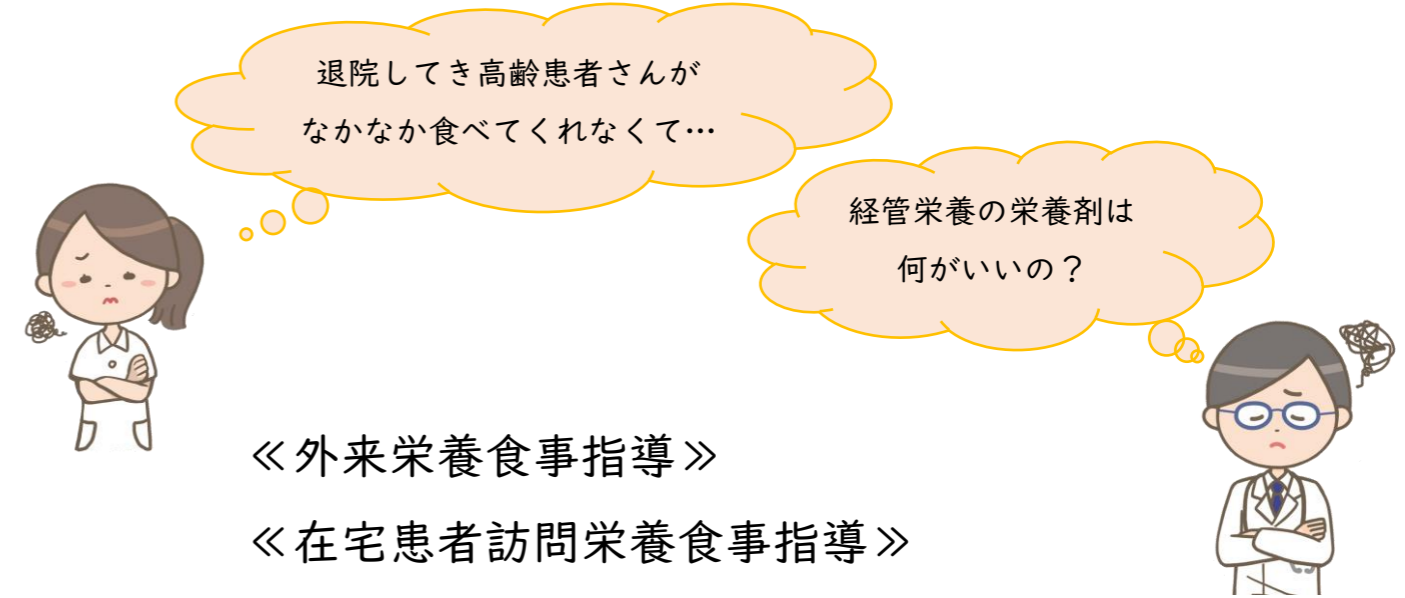 退院してき高齢患者さんが
なかなか食べてくれなくて…
経管栄養の栄養剤は
何がいいの？
≪外来栄養食事指導≫
≪在宅患者訪問栄養食事指導≫